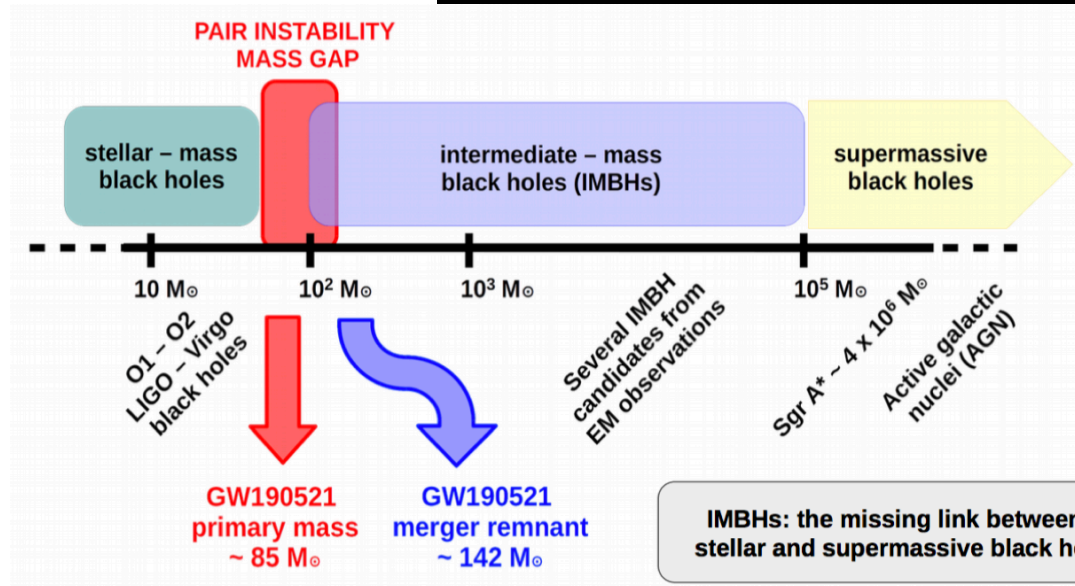 PAIR INSTABILITY
MASS GAP
stellar – mass
black holes
intermediate – mass
black holes (IMBHs)
supermassive
black holes
10 M☉
10² M☉
10³ M☉
10⁵ M☉
O1 – O2
LIGO – Virgo
black holes
Several IMBH
candidates from
EM observations
Sgr A* ~ 4 x 10⁶ M☉
Active galactic
nuclei (AGN)
GW190521
primary mass
~ 85 M☉
GW190521
merger remnant
~ 142 M☉
IMBHs: the missing link between
stellar and supermassive black